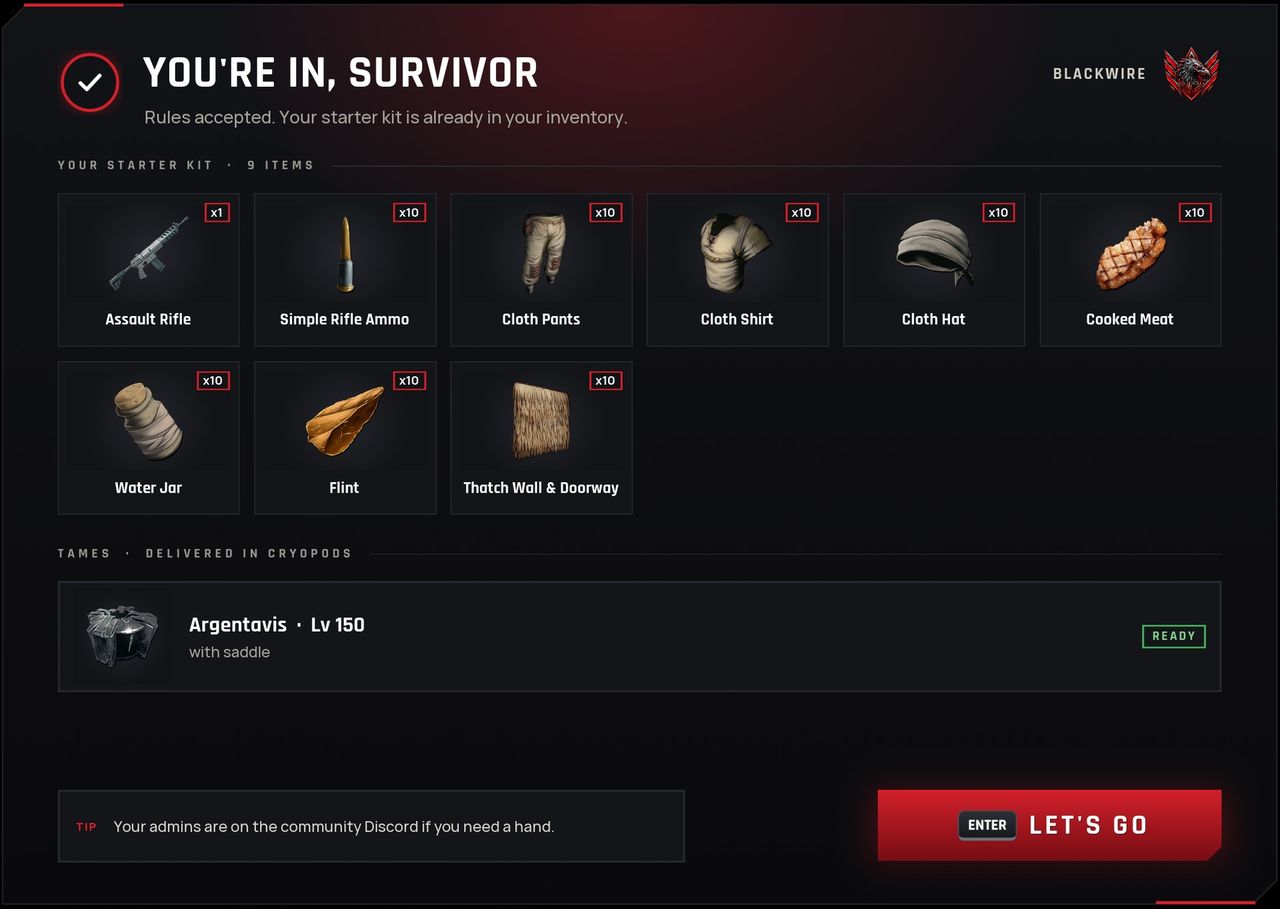 YOU'RE IN, SURVIVOR
BLACKWIRE
Rules accepted. Your starter kit is already in your inventory.
YOUR STARTER KIT · 9 ITEMS
x1
x10
x10
x10
x10
x10
Assault Rifle
Simple Rifle Ammo
Cloth Pants
Cloth Shirt
Cloth Hat
Cooked Meat
x10
x10
x10
Water Jar
Flint
Thatch Wall & Doorway
TAMES · DELIVERED IN CRYOPODS
Argentavis · Lv 150
with saddle
READY
TIP Your admins are on the community Discord if you need a hand.
ENTER LET'S GO